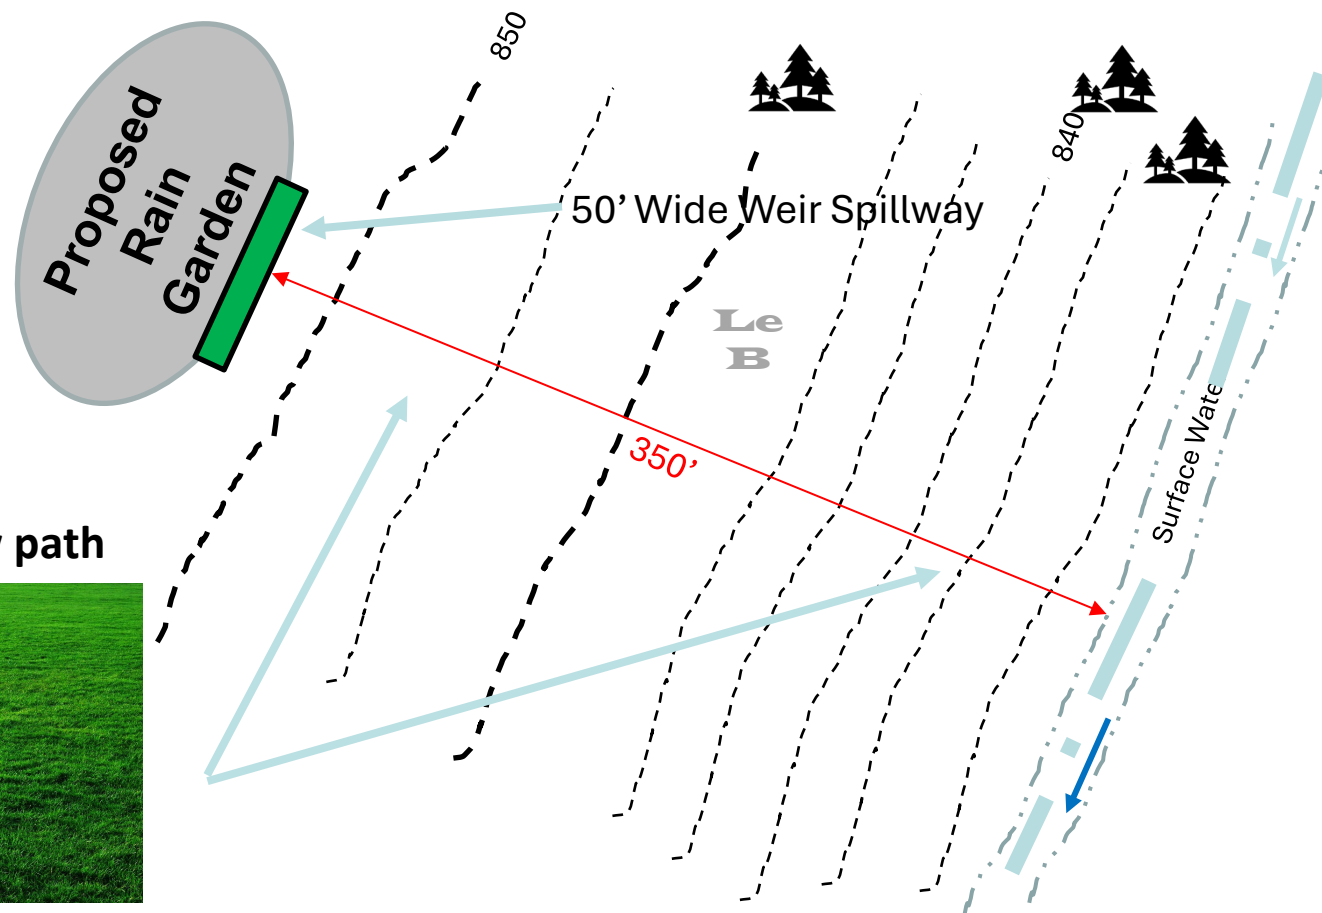 850
840
Proposed
Rain
Garden
50’ Wide Weir Spillway
Le
B
350’
Surface Wate
path